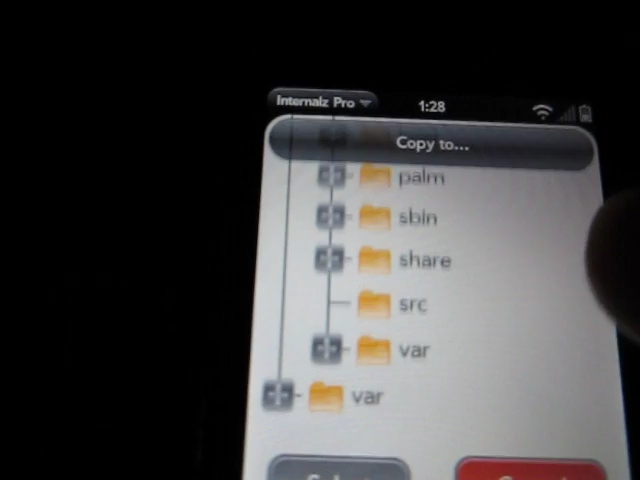 Internalz Pro
1:28
Copy to...
palm
sbin
share
src
var
var